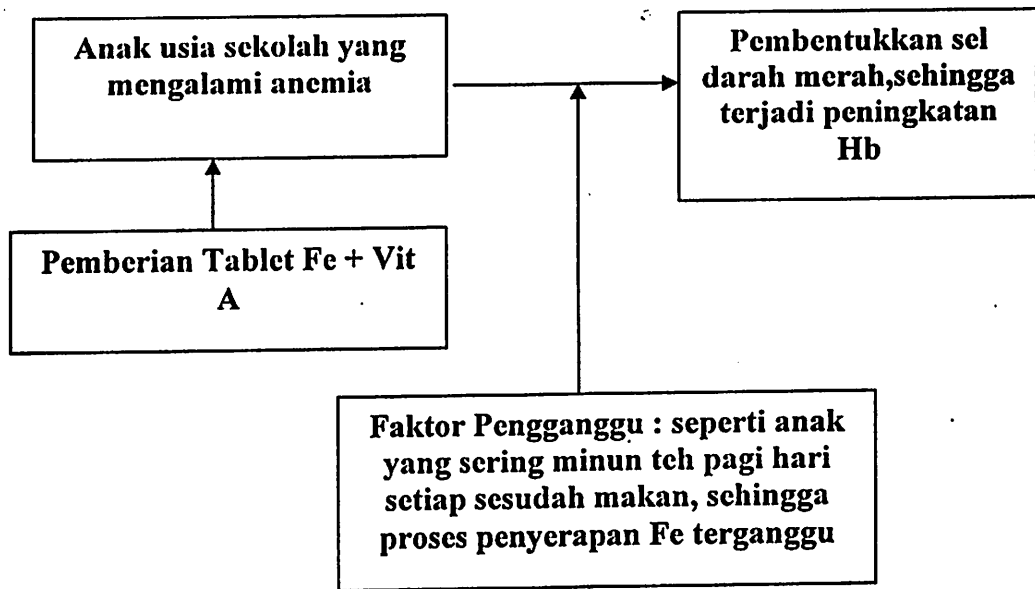 Anak usia sekolah yang
mengalami anemia
Pembentukkan sel
darah merah,sehingga
terjadi peningkatan
Hb
Pemberian Tablet Fe + Vit
A
Faktor Pengganggu : seperti anak
yang sering minun teh pagi hari
setiap sesudah makan, sehingga
proses penyerapan Fe terganggu